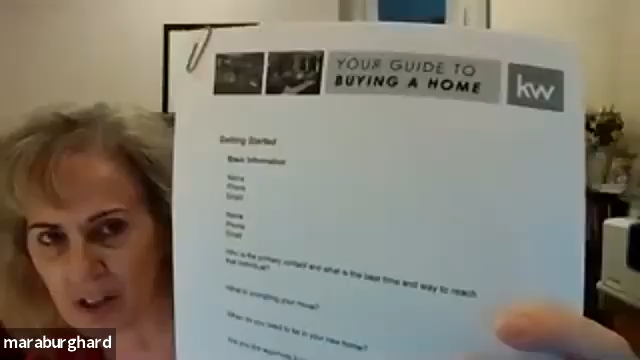 YOUR GUIDE TO
BUYING A HOME
kw
Getting Started
Basic Information
Name
Phone
Email
Name
Phone
Email
Who is the primary contact and what is the best time and way to reach
that individual?
What is prompting your move?
When do you need to be in your new home?
Are you
maraburghard